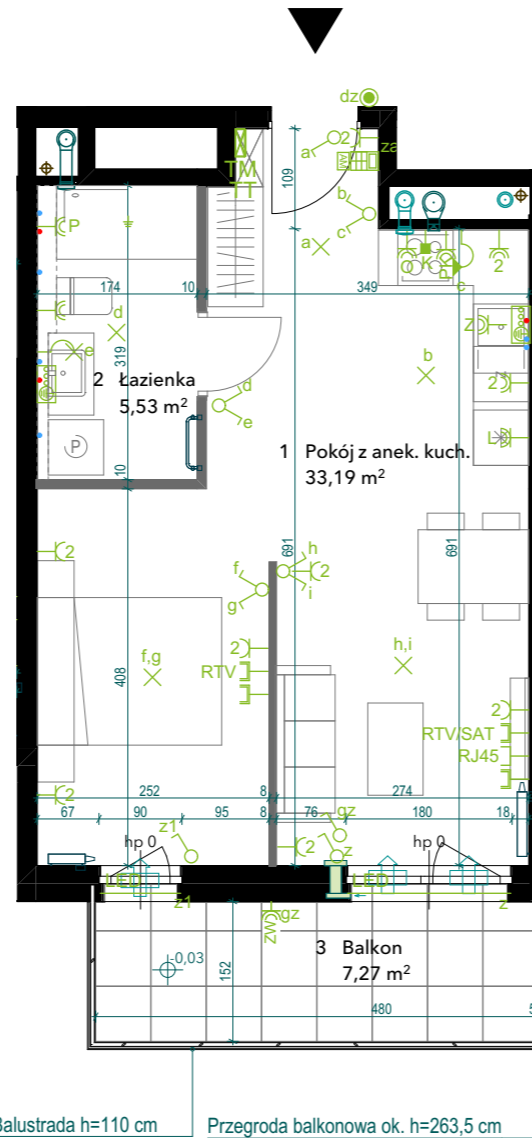 dz
a
2
za
TM
TT
WV
109
b
c
a
P
O
K
2
c
174
10
349
d
Z
e
319
b
2
2 Łazienka
5,53 m²
d
e
P
L
1 Pokój z anek. kuch.
33,19 m²
10
2
691
691
f
h
2
g
i
2
f,g
RTV
h,i
408
2
RTV/SAT
RJ45
2
252
8
274
67
90
95
8
76
180
18
gz
z1
hp 0
2
z
hp 0
LED
z1
LED
z
gz
ZW
3 Balkon
7,27 m²
-0,03
152
480
5
Balustrada h=110 cm
Przegroda balkonowa ok. h=263,5 cm